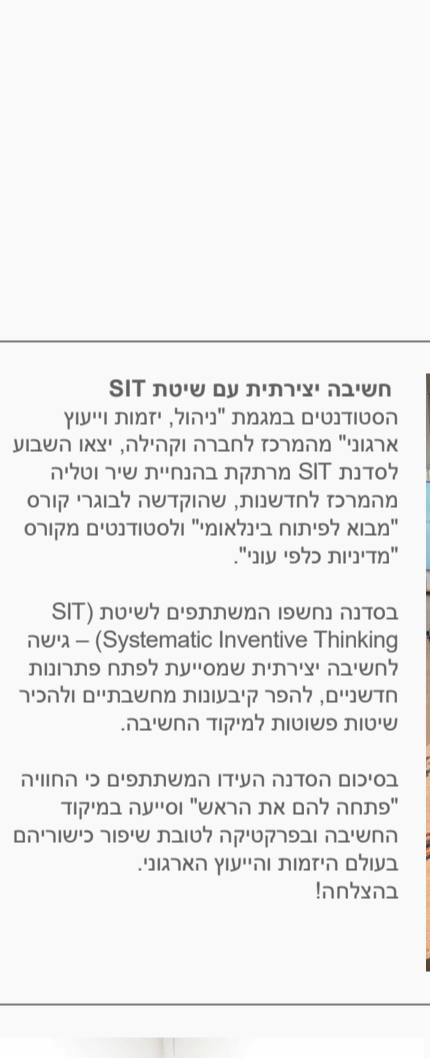 חשיבה יצירתית עם שיטת SIT
הסטודנטים במגמת "ניהול, יזמות וייעוץ
ארגוני" מהמרכז לחברה וקהילה, יצאו השבוע
לסדנת SIT מרתקת בהנחיית שיר וטליה
מהמרכז לחדשנות, שהוקדשה לבוגרי קורס
"מבוא לפיתוח בינלאומי" ולסטודנטים מקורס
"מדיניות כלפי עוני".
בסדנה נחשפו המשתתפים לשיטת SIT)
Systematic Inventive Thinking) – גישה
לחשיבה יצירתית שמסייעת לפתח פתרונות
חדשניים, להפר קיבעונות מחשבתיים ולהכיר
שיטות פשוטות למיקוד החשיבה.
בסיכום הסדנה העידו המשתתפים כי החוויה
"פתחה להם את הראש" וסייעה במיקוד
החשיבה ובפרקטיקה לטובת שיפור כישוריהם
בעולם היזמות והייעוץ הארגוני.
בהצלחה!